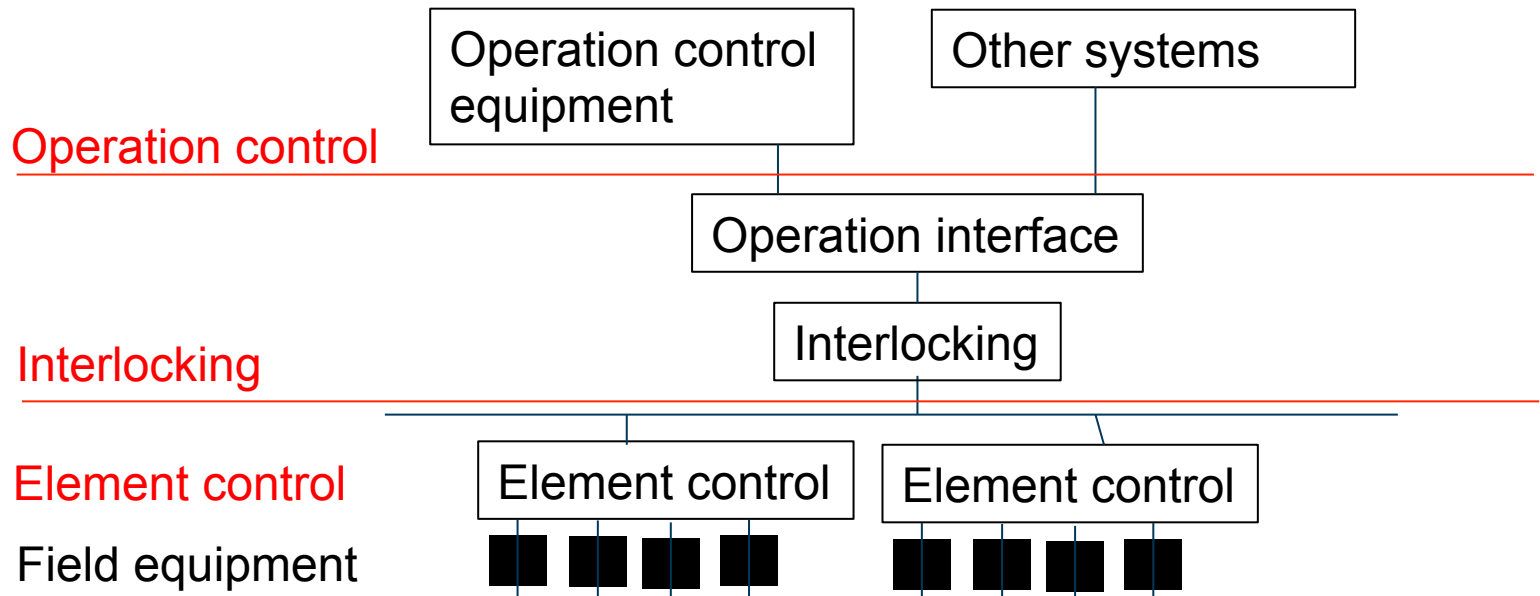 Operation control
equipment
Other systems
Operation control
Operation interface
Interlocking
Interlocking
Element control
Element control
Element control
Field equipment